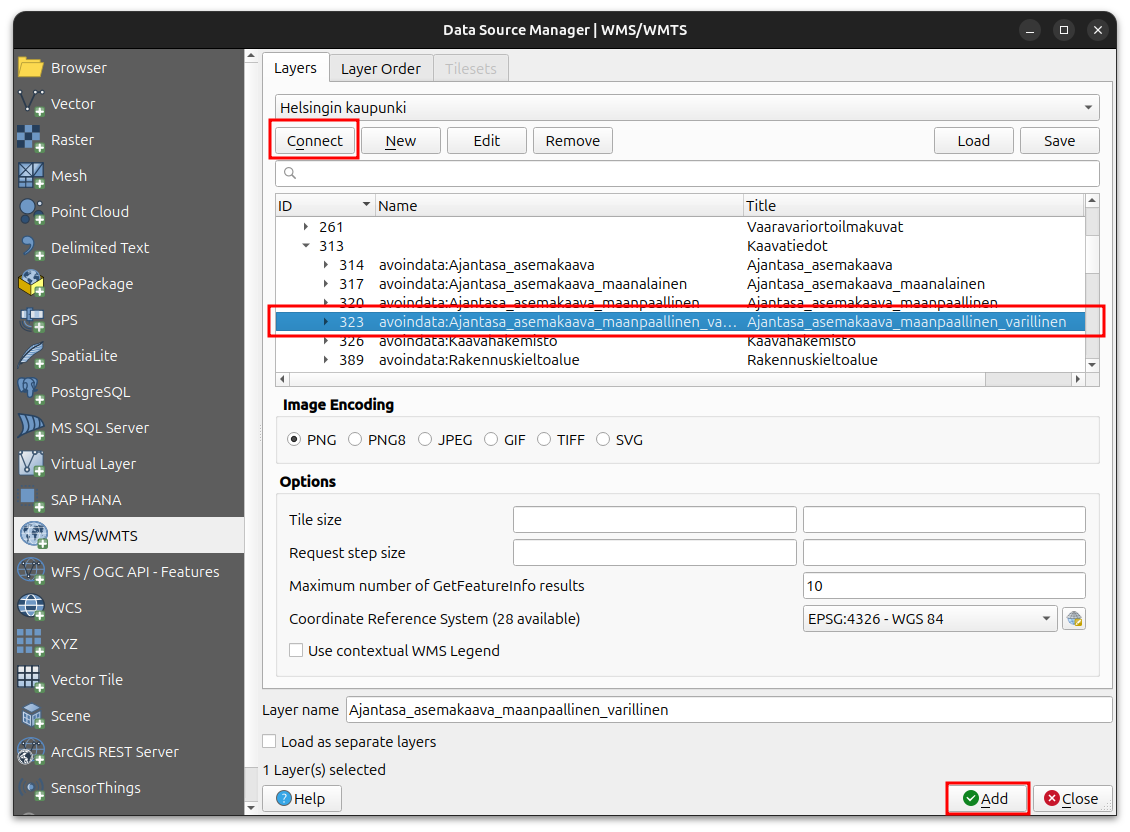 Data Source Manager | WMS/WMTS
Browser
Vector
Raster
Mesh
Point Cloud
Delimited Text
GeoPackage
GPS
SpatiaLite
PostgreSQL
MS SQL Server
Virtual Layer
SAP HANA
WMS/WMTS
WFS / OGC API - Features
WCS
XYZ
Vector Tile
Scene
ArcGIS REST Server
SensorThings
Layers Layer Order Tilesets
Helsingin kaupunki
Connect New Edit Remove Load Save
ID Name Title
261 Vaaravariortoilmakuvat
313 Kaavatiedot
314 avoindata:Ajantasa_asemakaava Ajantasa_asemakaava
317 avoindata:Ajantasa_asemakaava_maanalainen Ajantasa_asemakaava_maanalainen
320 avoindata:Ajantasa_asemakaava_maanpaallinen Ajantasa_asemakaava_maanpaallinen
323 avoindata:Ajantasa_asemakaava_maanpaallinen_va... Ajantasa_asemakaava_maanpaallinen_varillinen
326 avoindata:Kaavahakemisto Kaavahakemisto
389 avoindata:Rakennuskieltoalue Rakennuskieltoalue
Image Encoding
PNG PNG8 JPEG GIF TIFF SVG
Options
Tile size
Request step size
Maximum number of GetFeatureInfo results 10
Coordinate Reference System (28 available) EPSG:4326 - WGS 84
Use contextual WMS Legend
Layer name Ajantasa_asemakaava_maanpaallinen_varillinen
Load as separate layers
1 Layer(s) selected
Help Add Close